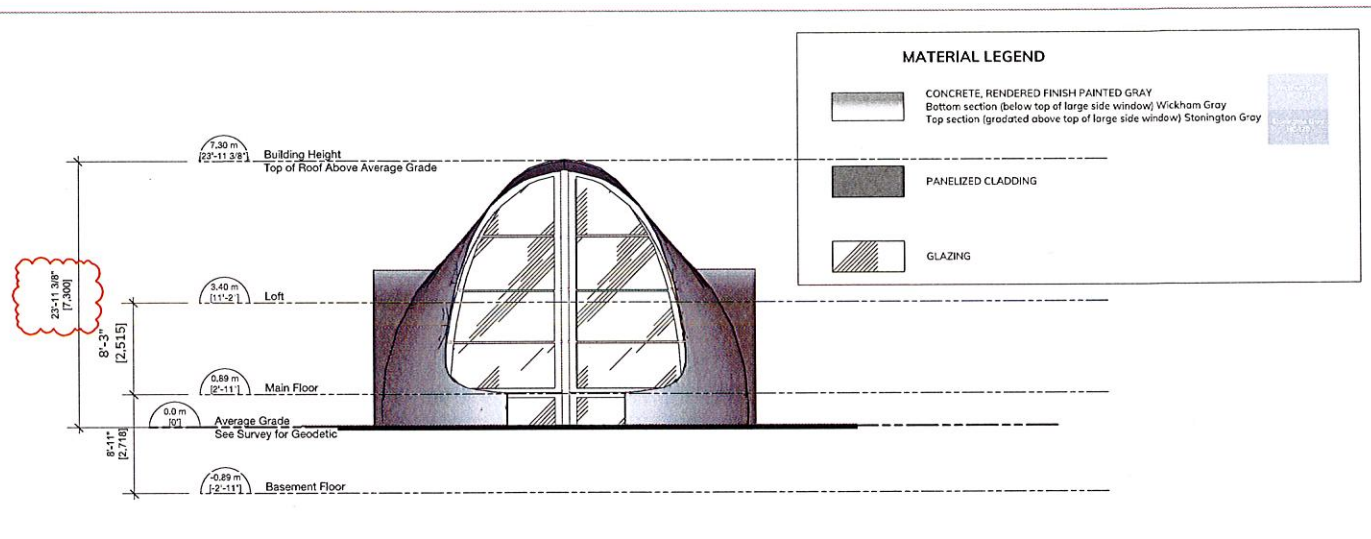 MATERIAL LEGEND
CONCRETE, RENDERED FINISH PAINTED GRAY
Bottom section (below top of large side window) Wickham Gray
Top section (gradated above top of large side window) Stonington Gray
PANELIZED CLADDING
GLAZING
7.30 m
[23'-11 3/8"]
Building Height
Top of Roof Above Average Grade
23'-11 3/8"
[7,300]
3.40 m
[11'-2"]
Loft
8'-3"
[2,515]
0.89 m
[2'-11"]
Main Floor
0.0 m
[0"]
Average Grade
See Survey for Geodetic
8'-11"
[2,718]
-0.89 m
[-2'-11"]
Basement Floor